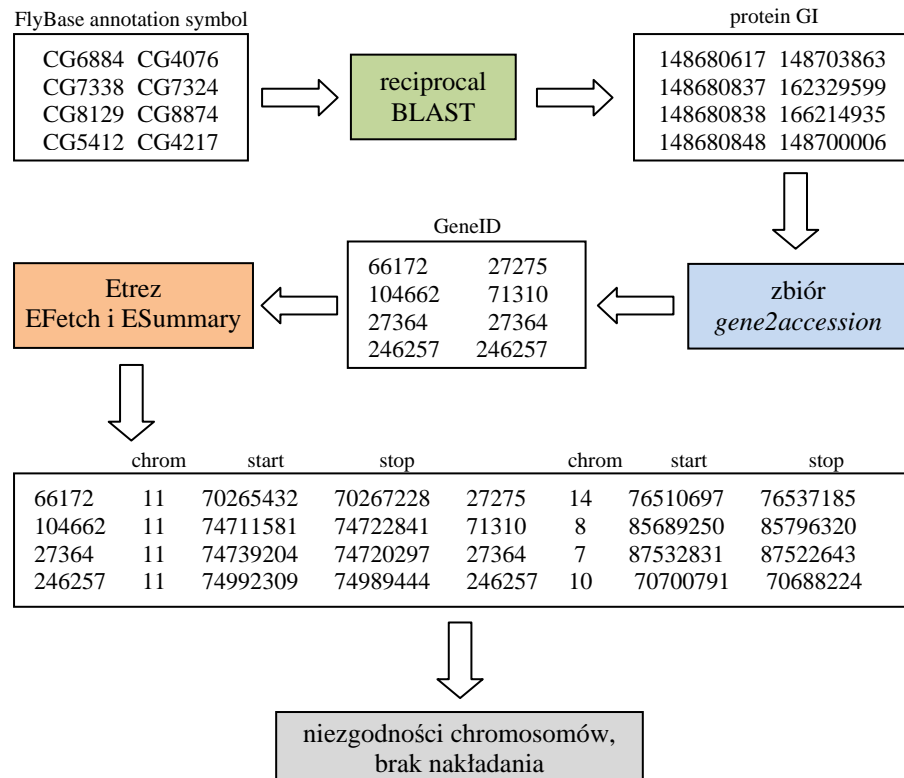 FlyBase annotation symbol
CG6884 CG4076
CG7338 CG7324
CG8129 CG8874
CG5412 CG4217
reciprocal
BLAST
protein GI
148680617 148703863
148680837 162329599
148680838 166214935
148680848 148700006
zbiór
gene2accession
GeneID
66172 27275
104662 71310
27364 27364
246257 246257
Etrez
EFetch i ESummary
chrom start stop chrom start stop
66172 11 70265432 70267228 27275 14 76510697 76537185
104662 11 74711581 74722841 71310 8 85689250 85796320
27364 11 74739204 74720297 27364 7 87532831 87522643
246257 11 74992309 74989444 246257 10 70700791 70688224
niezgodności chromosomów,
brak nakładania